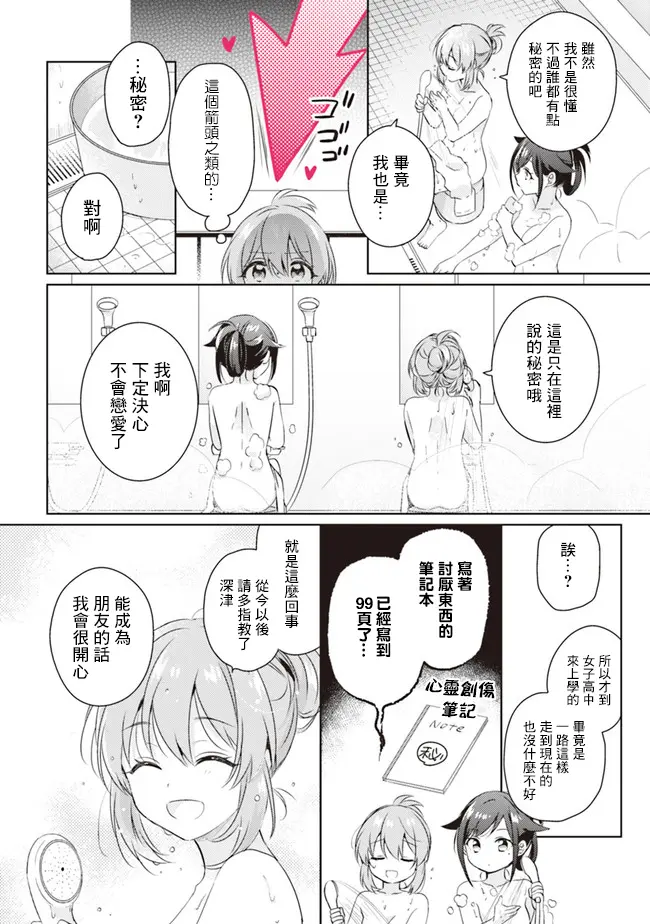 雖然
我不是很懂
不過誰都有點
秘密的吧
畢竟
我也是…
ゴゴゴ
這個箭頭之類的…
…秘密?
對啊
這是只在這裡
說的秘密哦
我啊
下定決心
不會戀愛了
誒…?
所以才到
女子高中
來上學的
畢竟是
一路這樣
走到現在的
也沒什麼不好
寫著
討厭東西的
筆記本
已經寫到
99頁了…
心靈創傷
筆記
Note
秘
就是這麼回事
從今以後
請多指教了
深津
能成為
朋友的話
我會很開心